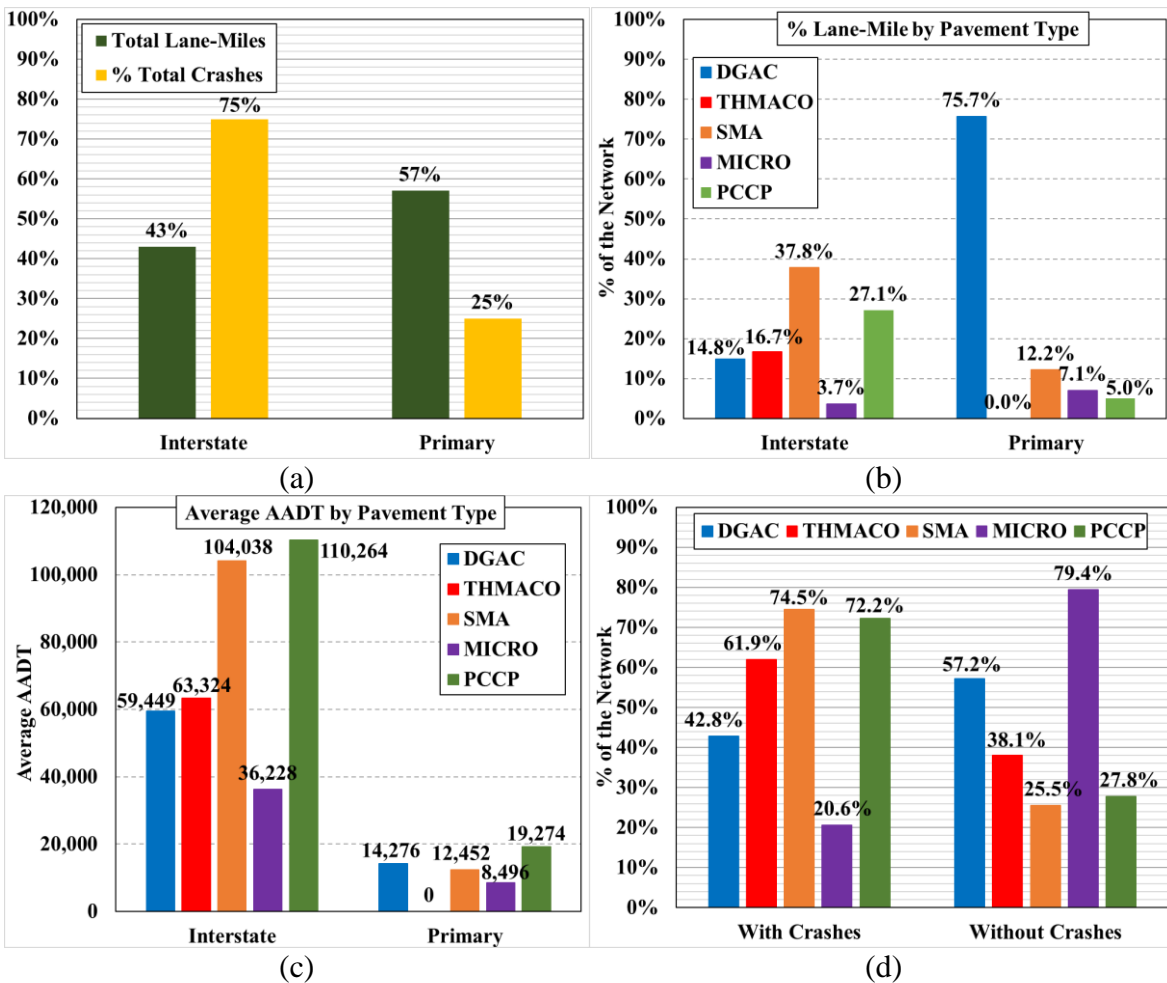 100%
90%
80%
70%
60%
50%
40%
30%
20%
10%
0%
Total Lane-Miles
% Total Crashes
43%
75%
57%
25%
Interstate Primary
(a)
% Lane-Mile by Pavement Type
% of the Network
100%
90%
80%
70%
60%
50%
40%
30%
20%
10%
0%
DGAC
THMACO
SMA
MICRO
PCCP
14.8%
16.7%
37.8%
3.7%
27.1%
75.7%
0.0%
12.2%
7.1%
5.0%
Interstate Primary
(b)
Average AADT by Pavement Type
Average AADT
120,000
100,000
80,000
60,000
40,000
20,000
0
DGAC
THMACO
SMA
MICRO
PCCP
59,449
63,324
104,038
36,228
110,264
14,276
0
12,452
8,496
19,274
Interstate Primary
(c)
% of the Network
100%
90%
80%
70%
60%
50%
40%
30%
20%
10%
0%
DGAC THMACO SMA MICRO PCCP
42.8%
61.9%
74.5%
20.6%
72.2%
57.2%
38.1%
25.5%
79.4%
27.8%
With Crashes Without Crashes
(d)